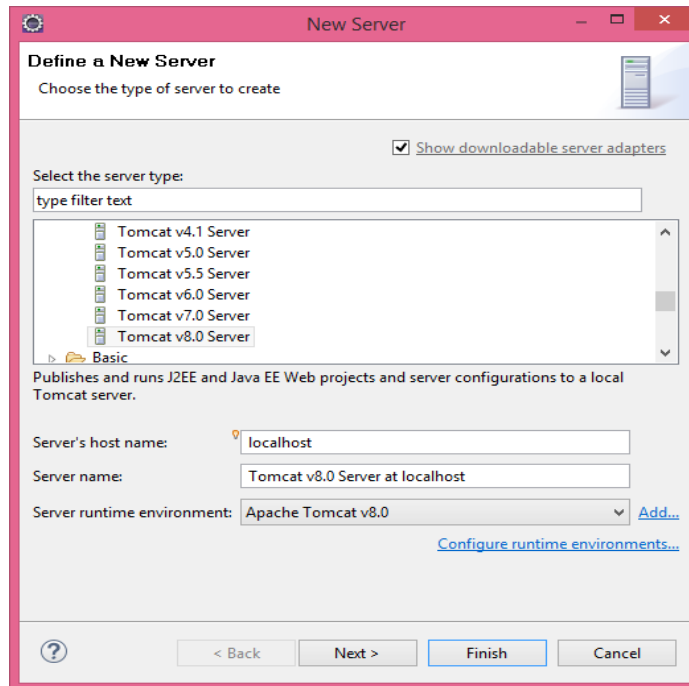 New Server
Define a New Server
Choose the type of server to create
Show downloadable server adapters
Select the server type:
type filter text
Tomcat v4.1 Server
Tomcat v5.0 Server
Tomcat v5.5 Server
Tomcat v6.0 Server
Tomcat v7.0 Server
Tomcat v8.0 Server
Basic
Publishes and runs J2EE and Java EE Web projects and server configurations to a local
Tomcat server.
Server's host name: localhost
Server name: Tomcat v8.0 Server at localhost
Server runtime environment: Apache Tomcat v8.0 Add...
Configure runtime environments...
? < Back Next > Finish Cancel